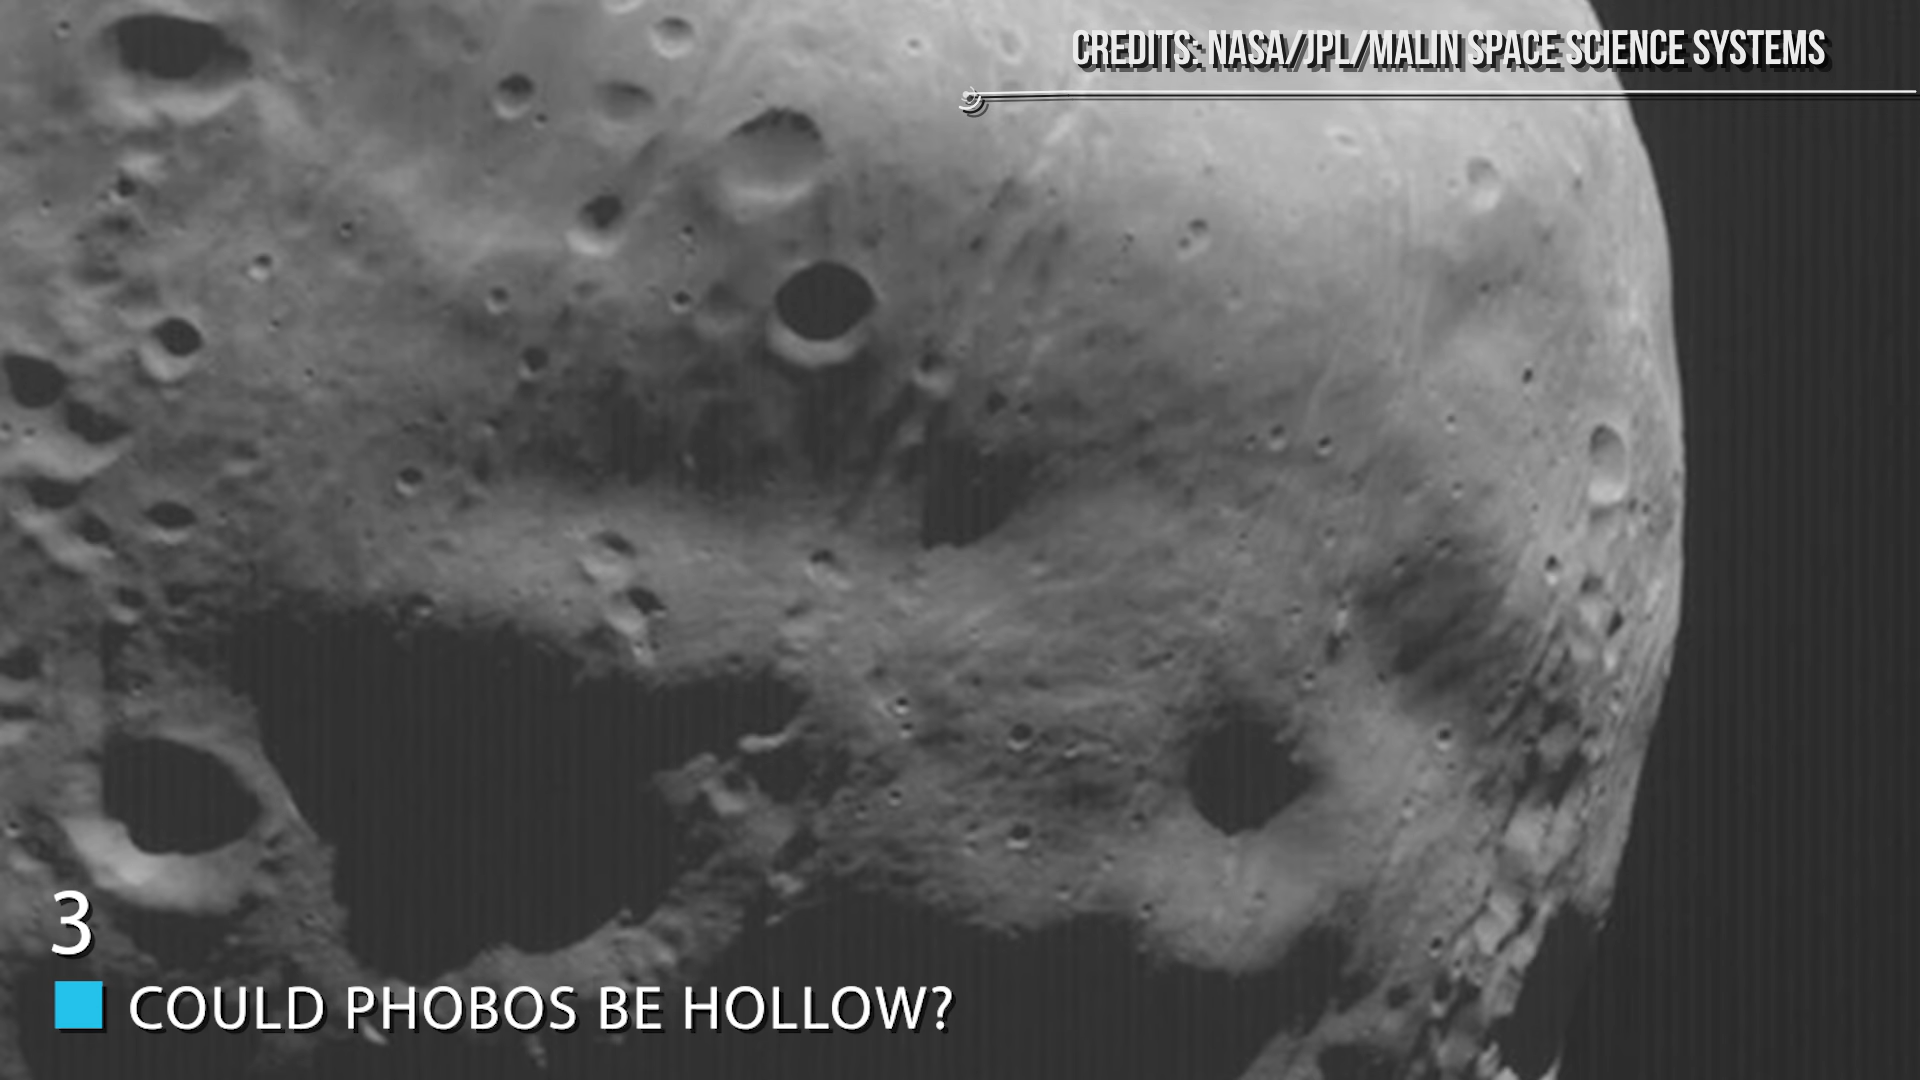 CREDITS: NASA/JPL/MALIN SPACE SCIENCE SYSTEMS
3
COULD PHOBOS BE HOLLOW?